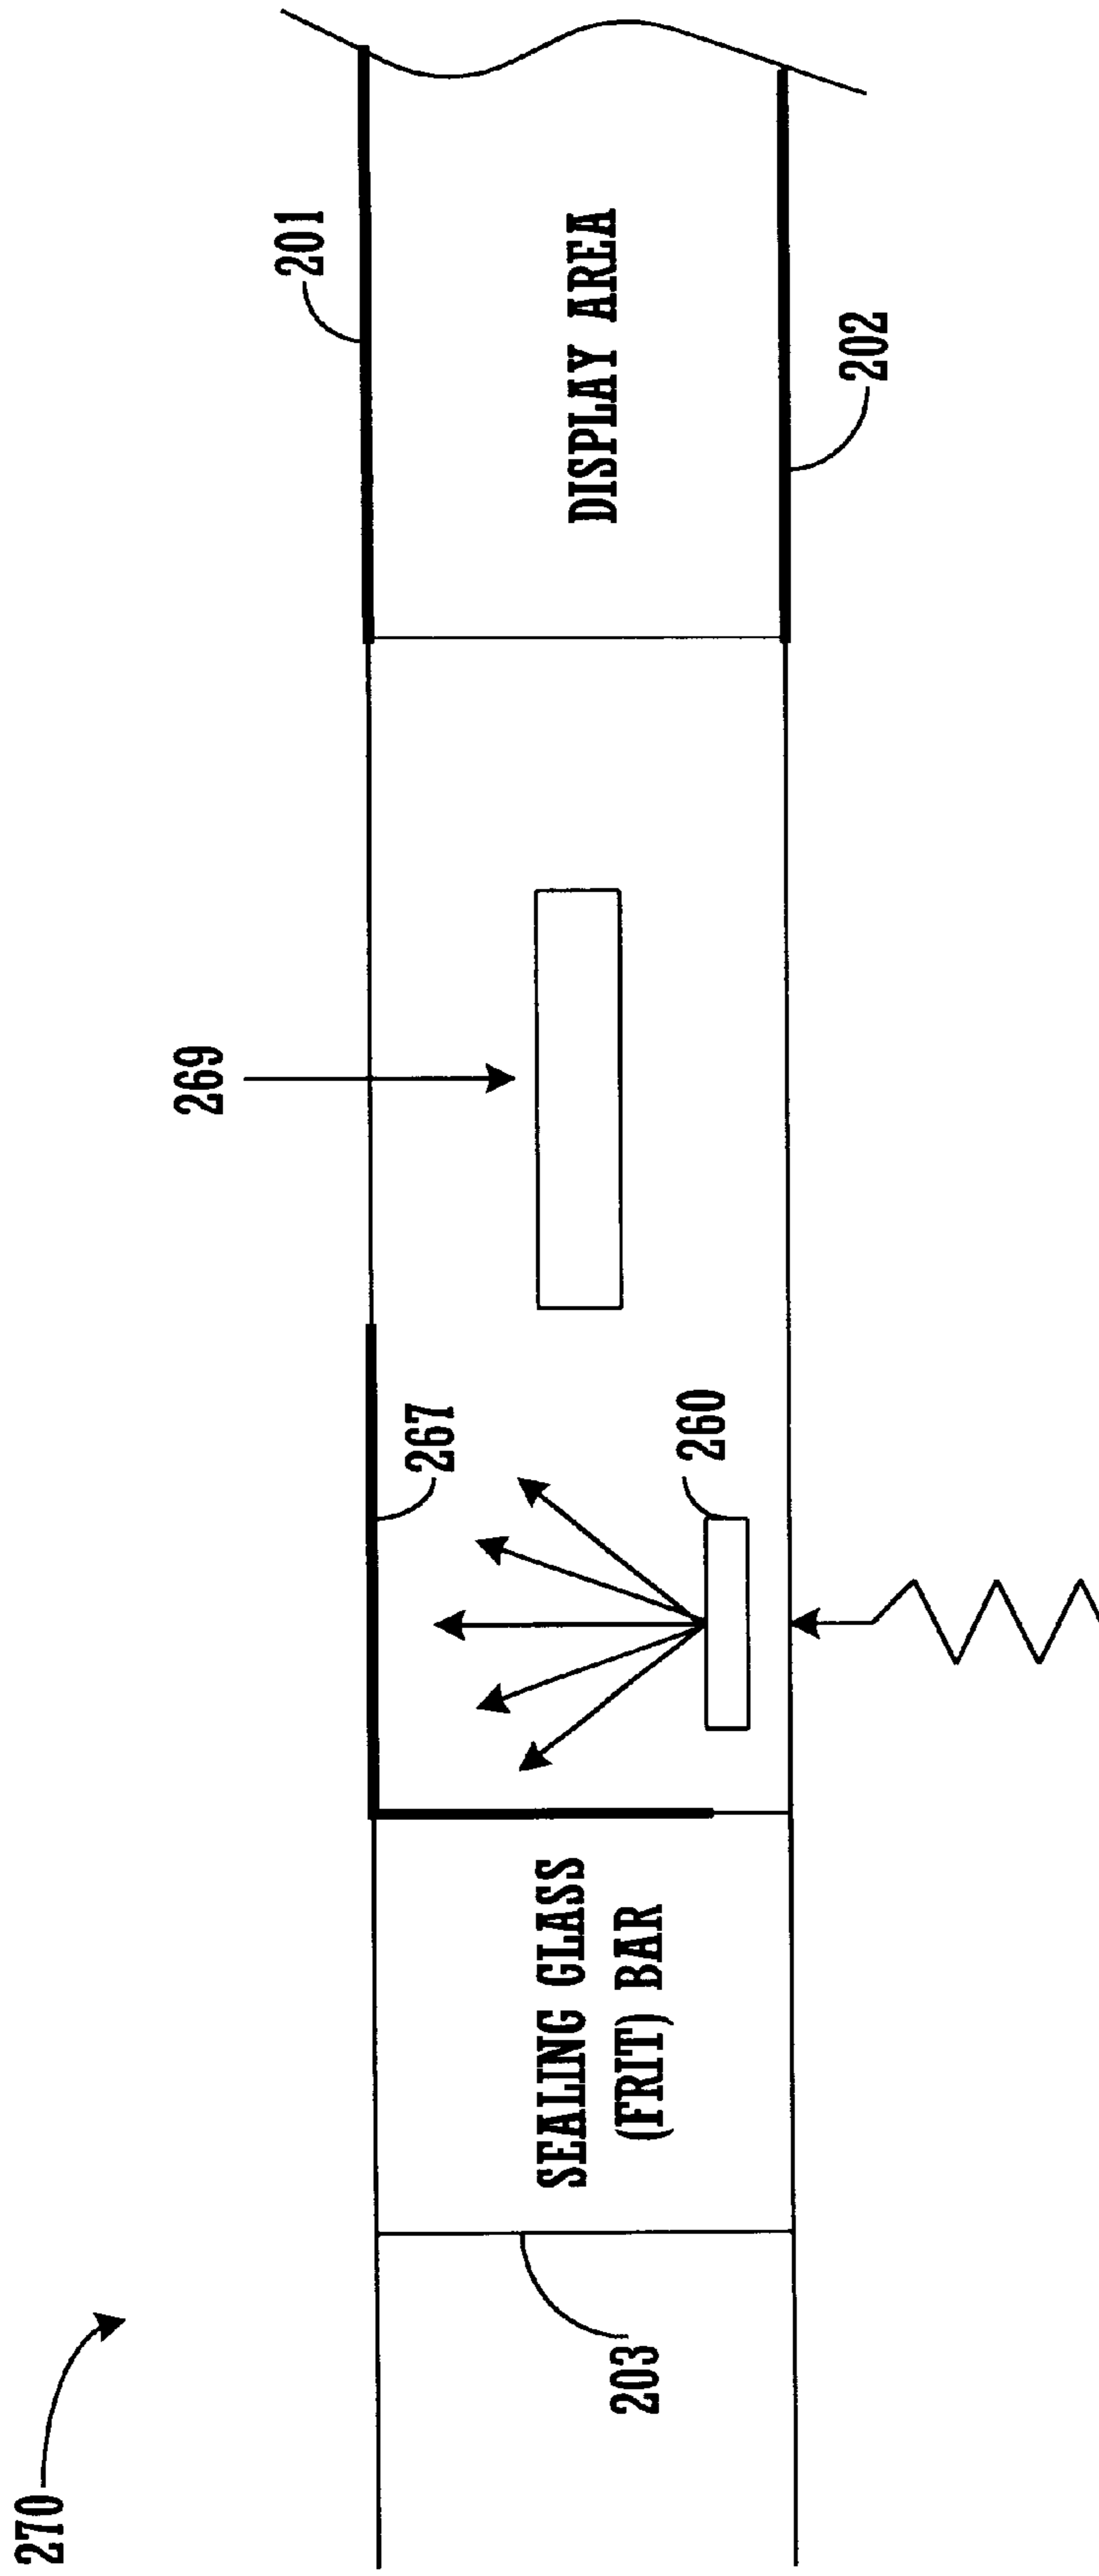 270
203
SEALING GLASS
(FRIT) BAR
267
260
269
201
202
DISPLAY AREA